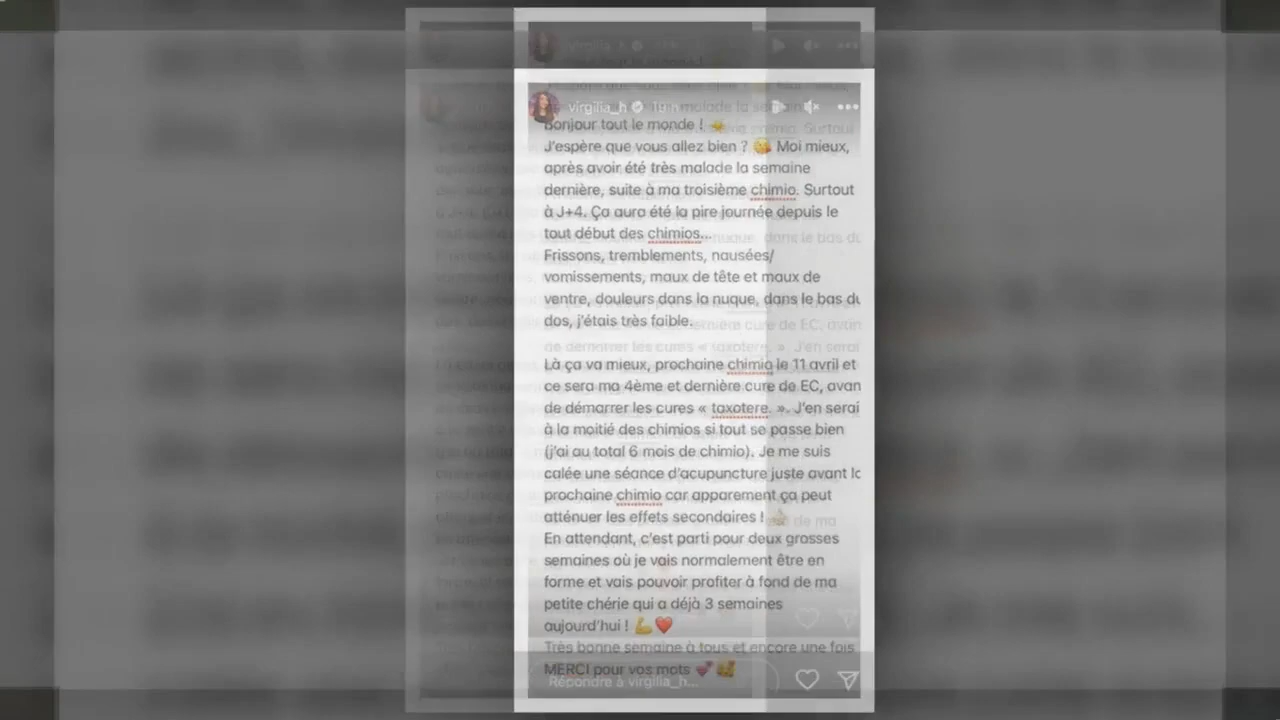 virgilia_h
Bonjour tout le monde ! 🌟
J'espère que vous allez bien ? 😘 Moi mieux,
après avoir été très malade la semaine
dernière, suite à ma troisième chimio. Surtout
à J+4. Ça aura été la pire journée depuis le
tout début des chimios...
Frissons, tremblements, nausées/
vomissements, maux de tête et maux de
ventre, douleurs dans la nuque, dans le bas du
dos, j'étais très faible.
Là ça va mieux, prochaine chimio le 11 avril et
ce sera ma 4ème et dernière cure de EC, avan
de démarrer les cures « taxotere. ». J'en serai
à la moitié des chimios si tout se passe bien
(j'ai au total 6 mois de chimio). Je me suis
calée une séance d'acupuncture juste avant la
prochaine chimio car apparement ça peut
atténuer les effets secondaires !
En attendant, c'est parti pour deux grosses
semaines où je vais normalement être en
forme et vais pouvoir profiter à fond de ma
petite chérie qui a déjà 3 semaines
aujourd'hui ! 💪❤️
Très bonne semaine à tous et encore une fois
MERCI pour vos mots 💞🥰
Répondre à virgilia_h...